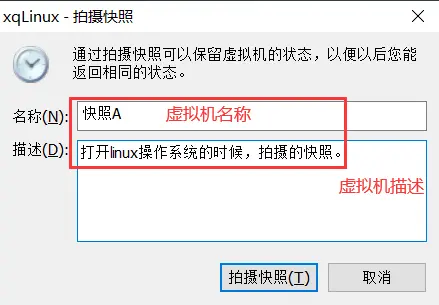 xqLinux - 拍摄快照
通过拍摄快照可以保留虚拟机的状态，以便以后您能
返回相同的状态。
名称(N): 快照A 虚拟机名称
描述(D): 打开linux操作系统的时候，拍摄的快照。
虚拟机描述
拍摄快照(T) 取消